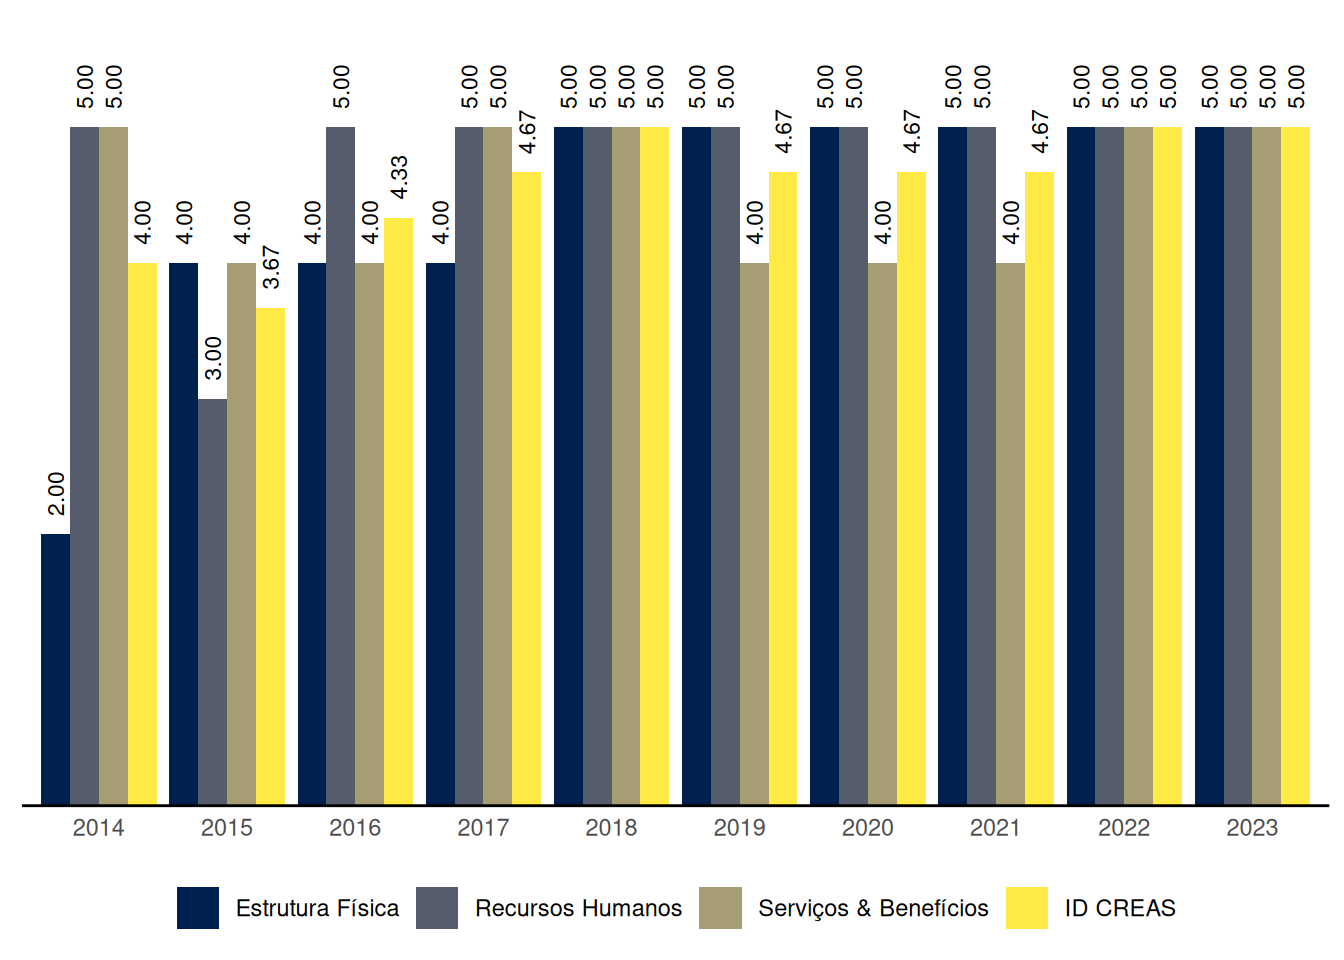 5.00 5.00 5.00 5.00 5.00 5.00 5.00 5.00 5.00 5.00 5.00 5.00 5.00 5.00 5.00 5.00 5.00 5.00 5.00 5.00 5.00 5.00 5.00
4.67 4.67 4.67 4.67
4.33
4.00 4.00 4.00 4.00 4.00 4.00 4.00 4.00 4.00
3.67
3.00
2.00
2014 2015 2016 2017 2018 2019 2020 2021 2022 2023
Estrutura Física Recursos Humanos Serviços & Benefícios ID CREAS